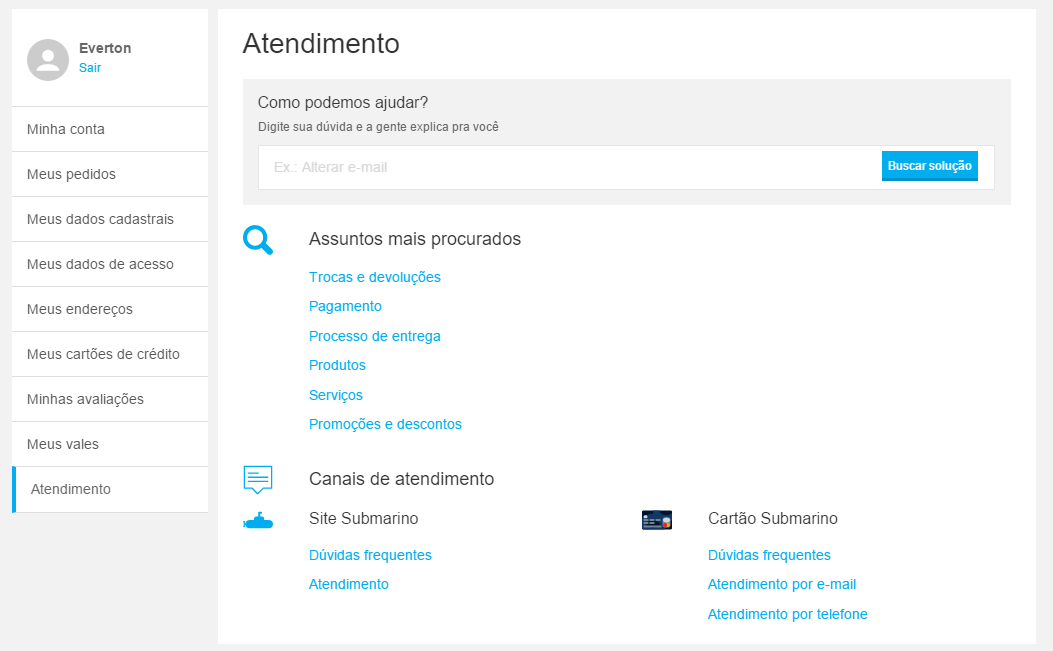 Everton
Sair
Minha conta
Meus pedidos
Meus dados cadastrais
Meus dados de acesso
Meus endereços
Meus cartões de crédito
Minhas avaliações
Meus vales
Atendimento
Atendimento
Como podemos ajudar?
Digite sua dúvida e a gente explica pra você
Ex.: Alterar e-mail
Buscar solução
Assuntos mais procurados
Trocas e devoluções
Pagamento
Processo de entrega
Produtos
Serviços
Promoções e descontos
Canais de atendimento
Site Submarino
Dúvidas frequentes
Atendimento
Cartão Submarino
Dúvidas frequentes
Atendimento por e-mail
Atendimento por telefone